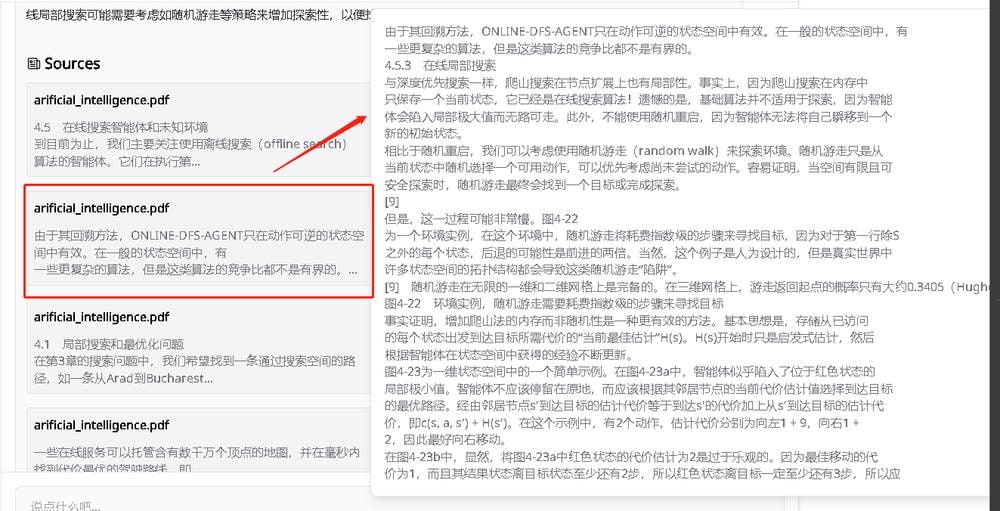 线局部搜索可能需要考虑如随机游走等策略来增加探索性，以便
Sources
arificial_intelligence.pdf
4.5 在线搜索智能体和未知环境
到目前为止，我们主要关注使用离线搜索（offline search）
算法的智能体。它们在执行第...
arificial_intelligence.pdf
由于其回溯方法，ONLINE-DFS-AGENT只在动作可逆的状态空
间中有效。在一般的状态空间中，有
一些更复杂的算法，但是这类算法的竞争比都不是有界的。...
arificial_intelligence.pdf
4.1 局部搜索和最优化问题
在第3章的搜索问题中，我们希望找到一条通过搜索空间的路
径，如一条从Arad到Bucharest...
arificial_intelligence.pdf
一些在线服务可以托管含有数千万个顶点的地图，并在毫秒内
找到代价最优的驾驶路线，即
说点什么吧...
由于其回溯方法，ONLINE-DFS-AGENT只在动作可逆的状态空间中有效。在一般的状态空间中，有
一些更复杂的算法，但是这类算法的竞争比都不是有界的。
4.5.3 在线局部搜索
与深度优先搜索一样，爬山搜索在节点扩展上也有局部性。事实上，因为爬山搜索在内存中
只保存一个当前状态，它已经是在线搜索算法！遗憾的是，基础算法并不适用于探索，因为智能
体会陷入局部极大值而无路可走。此外，不能使用随机重启，因为智能体无法将自己瞬移到一个
新的初始状态。
相比于随机重启，我们可以考虑使用随机游走（random walk）来探索环境。随机游走只是从
当前状态中随机选择一个可用动作，可以优先考虑尚未尝试的动作。容易证明，当空间有限且可
安全探索时，随机游走最终会找到一个目标或完成探索。
[9]
但是，这一过程可能非常慢。图4-22
为一个环境实例，在这个环境中，随机游走将耗费指数级的步骤来寻找目标，因为对于第一行除S
之外的每个状态，后退的可能性是前进的两倍。当然，这个例子是人为设计的，但是真实世界中
许多状态空间的拓扑结构都会导致这类随机游走“陷阱”。
[9] 随机游走在无限的一维和二维网格上是完备的。在三维网格上，游走返回起点的概率只有大约0.3405（Hugh
图4-22 环境实例，随机游走需要耗费指数级的步骤来寻找目标
事实证明，增加爬山法的内存而非随机性是一种更有效的方法。基本思想是，存储从已访问
的每个状态出发到达目标所需代价的“当前最佳估计”H(s)。H(s)开始时只是启发式估计，然后
根据智能体在状态空间中获得的经验不断更新。
图4-23为一维状态空间中的一个简单示例。在图4-23a中，智能体似乎陷入了位于红色状态的
局部极小值。智能体不应该停留在原地，而应该根据其邻居节点的当前代价估计值选择到达目标
的最优路径。经由邻居节点s′到达目标的估计代价等于到达s′的代价加上从s′到达目标的估计代
价，即c(s, a, s′) + H(s′)。在这个示例中，有2个动作，估计代价分别为向左1 + 9，向右1 +
2，因此最好向右移动。
在图4-23b中，显然，将图4-23a中红色状态的代价估计为2是过于乐观的。因为最佳移动的代
价为1，而且其结果状态离目标状态至少还有2步，所以红色状态离目标一定至少还有3步，所以应